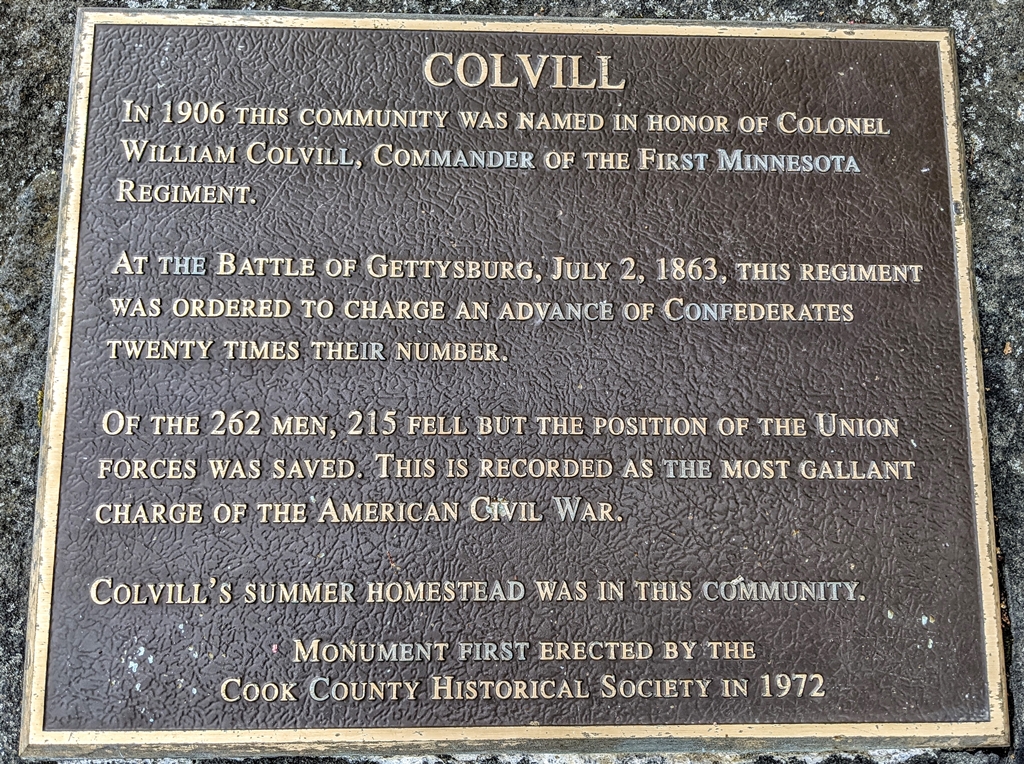 COLVILL
IN 1906 THIS COMMUNITY WAS NAMED IN HONOR OF COLONEL
WILLIAM COLVILL, COMMANDER OF THE FIRST MINNESOTA
REGIMENT.
AT THE BATTLE OF GETTYSBURG, JULY 2, 1863, THIS REGIMENT
WAS ORDERED TO CHARGE AN ADVANCE OF CONFEDERATES
TWENTY TIMES THEIR NUMBER.
OF THE 262 MEN, 215 FELL BUT THE POSITION OF THE UNION
FORCES WAS SAVED. THIS IS RECORDED AS THE MOST GALLANT
CHARGE OF THE AMERICAN CIVIL WAR.
COLVILL'S SUMMER HOMESTEAD WAS IN THIS COMMUNITY.
MONUMENT FIRST ERECTED BY THE
COOK COUNTY HISTORICAL SOCIETY IN 1972